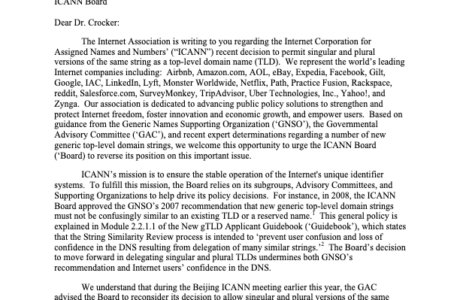 ICANN Board
Dear Dr. Crocker:
The Internet Association is writing to you regarding the Internet Corporation for
Assigned Names and Numbers' ("ICANN") recent decision to permit singular and plural
versions of the same string as a top-level domain name (TLD). We represent the world's leading
Internet companies including: Airbnb, Amazon.com, AOL, eBay, Expedia, Facebook, Gilt,
Google, IAC, LinkedIn, Lyft, Monster Worldwide, Netflix, Path, Practice Fusion, Rackspace,
reddit, Salesforce.com, SurveyMonkey, TripAdvisor, Uber Technologies, Inc., Yahoo!, and
Zynga. Our association is dedicated to advancing public policy solutions to strengthen and
protect Internet freedom, foster innovation and economic growth, and empower users. Based on
guidance from the Generic Names Supporting Organization ('GNSO'), the Governmental
Advisory Committee ('GAC'), and recent expert determinations regarding a number of new
generic top-level domain strings, we welcome this opportunity to urge the ICANN Board
('Board') to reverse its position on this important issue.
ICANN's mission is to ensure the stable operation of the Internet's unique identifier
systems. To fulfill this mission, the Board relies on its subgroups, Advisory Committees, and
Supporting Organizations to help drive its policy decisions. For instance, in 2008, the ICANN
Board approved the GNSO's 2007 recommendation that new generic top-level domain strings
must not be confusingly similar to an existing TLD or a reserved name.1 This general policy is
explained in Module 2.2.1.1 of the New gTLD Applicant Guidebook ('Guidebook'), which states
that the String Similarity Review process is intended to 'prevent user confusion and loss of
confidence in the DNS resulting from delegation of many similar strings.'2 The Board's decision
to move forward in delegating singular and plural TLDs undermines both GNSO's
recommendation and Internet users' confidence in the DNS.
We understand that during the Beijing ICANN meeting earlier this year, the GAC
advised the Board to reconsider its decision to allow singular and plural versions of the same